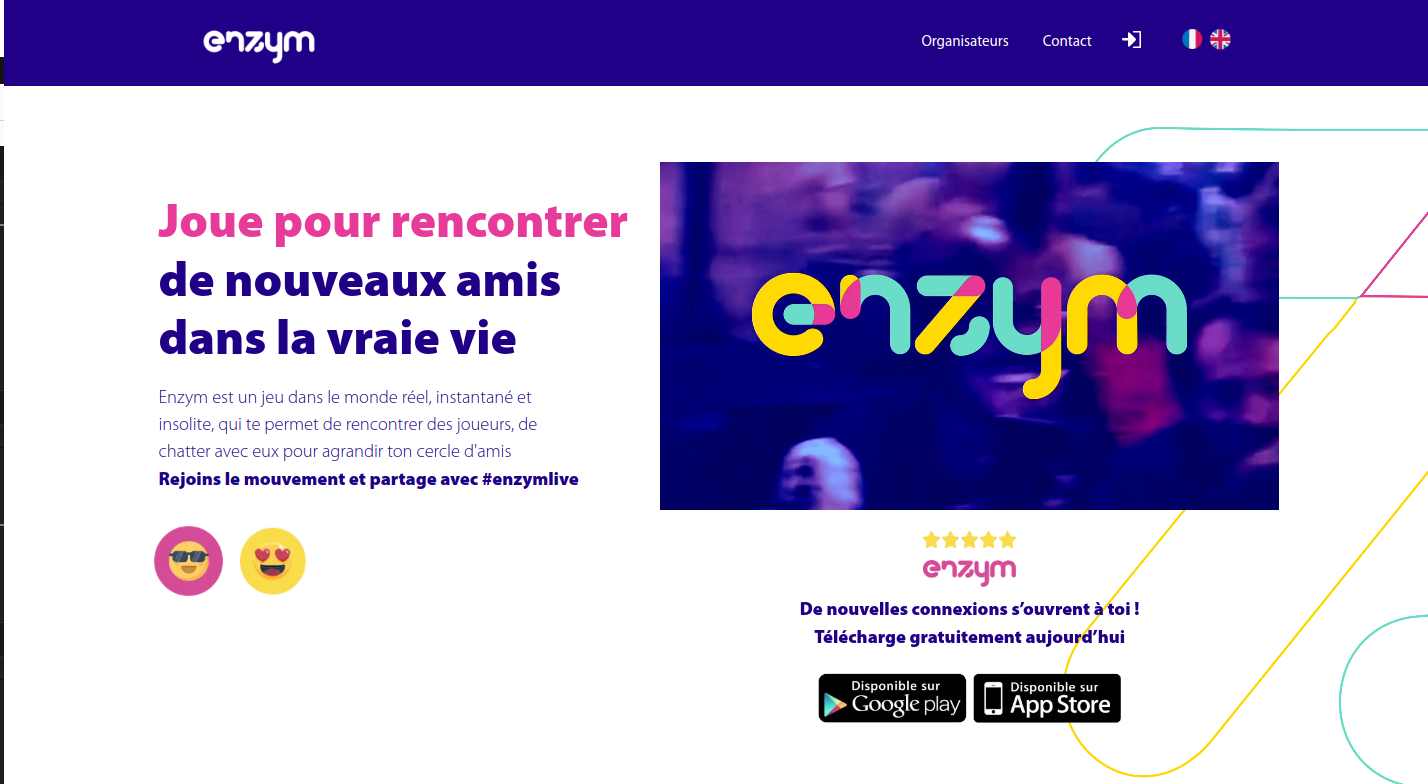 enzym
Organisateurs
Contact
Joue pour rencontrer
de nouveaux amis
dans la vraie vie
Enzym est un jeu dans le monde réel, instantané et
insolite, qui te permet de rencontrer des joueurs, de
chatter avec eux pour agrandir ton cercle d'amis
Rejoins le mouvement et partage avec #enzymlive
enzym
enzym
De nouvelles connexions s’ouvrent à toi !
Télécharge gratuitement aujourd’hui
Disponible sur
Google play
Disponible sur
App Store